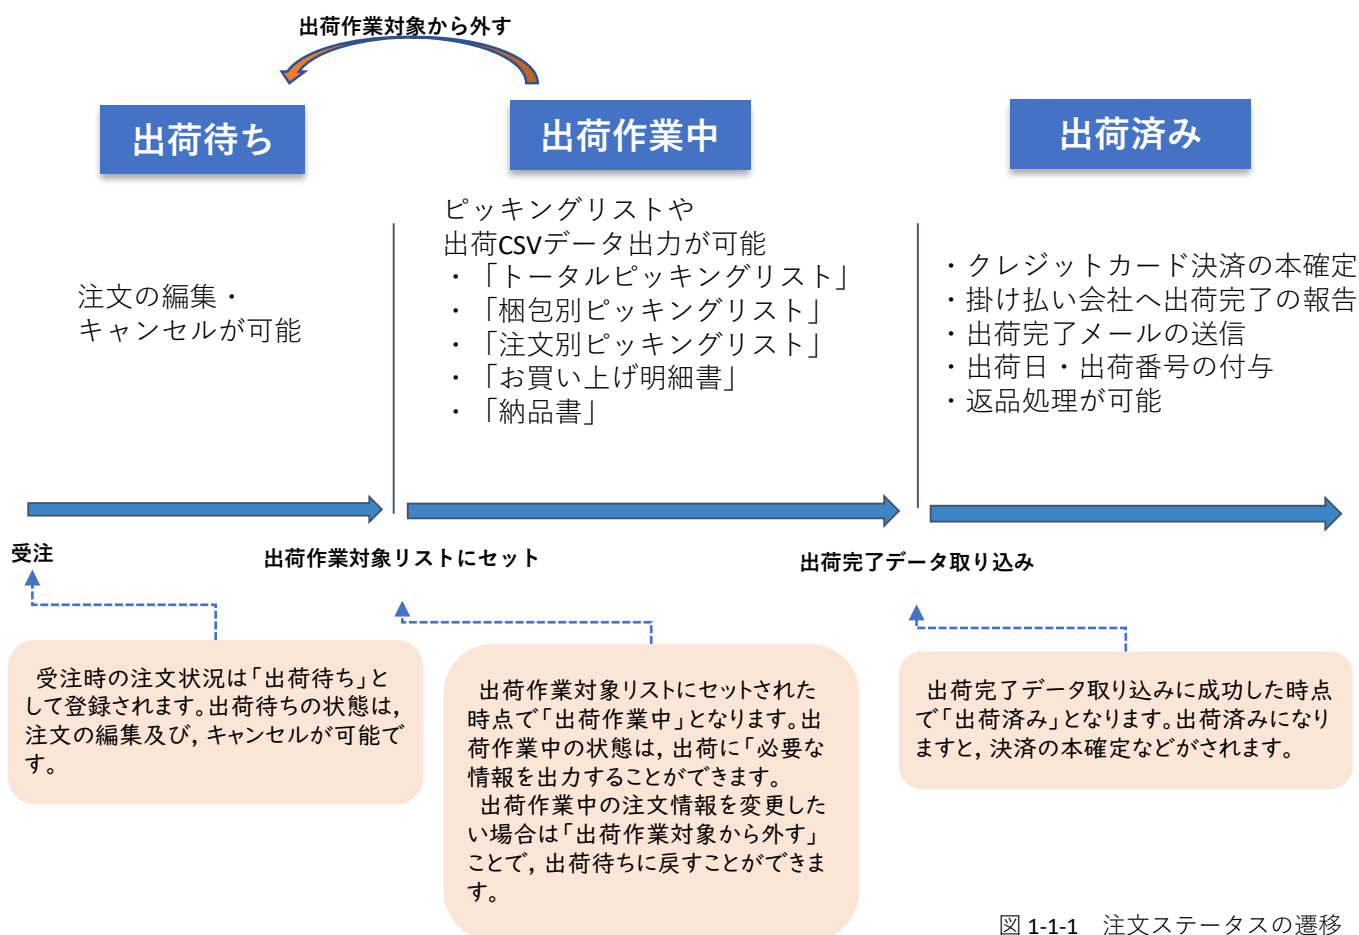 出荷作業対象から外す
出荷待ち
出荷作業中
出荷済み
注文の編集・
キャンセルが可能
ピッキングリストや
出荷CSVデータ出力が可能
・「トータルピッキングリスト」
・「梱包別ピッキングリスト」
・「注文別ピッキングリスト」
・「お買い上げ明細書」
・「納品書」
・クレジットカード決済の本確定
・掛け払い会社へ出荷完了の報告
・出荷完了メールの送信
・出荷日・出荷番号の付与
・返品処理が可能
受注
出荷作業対象リストにセット
出荷完了データ取り込み
受注時の注文状況は「出荷待ち」と
して登録されます。出荷待ちの状態は,
注文の編集及び, キャンセルが可能で
す。
出荷作業対象リストにセットされた
時点で「出荷作業中」となります。出
荷作業中の状態は, 出荷に「必要な
情報を出力することができます。
出荷作業中の注文情報を変更した
い場合は「出荷作業対象から外す」
ことで, 出荷待ちに戻すことができま
す。
出荷完了データ取り込みに成功した時点
で「出荷済み」となります。出荷済みになり
ますと, 決済の本確定などがされます。
図 1-1-1　注文ステータスの遷移